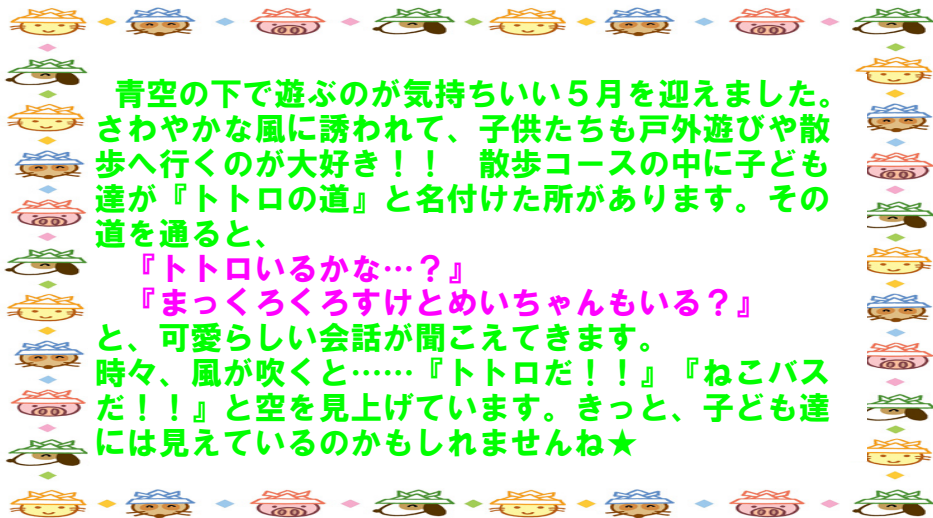 青空の下で遊ぶのが気持ちいい５月を迎えました。
さわやかな風に誘われて、子供たちも戸外遊びや散
歩へ行くのが大好き！！　散歩コースの中に子ども
達が『トトロの道』と名付けた所があります。その
道を通ると、
『トトロいるかな…？』
『まっくろくろすけとめいちゃんもいる？』
と、可愛らしい会話が聞こえてきます。
時々、風が吹くと……『トトロだ！！』『ねこバス
だ！！』と空を見上げています。きっと、子ども達
には見えているのかもしれませんね★